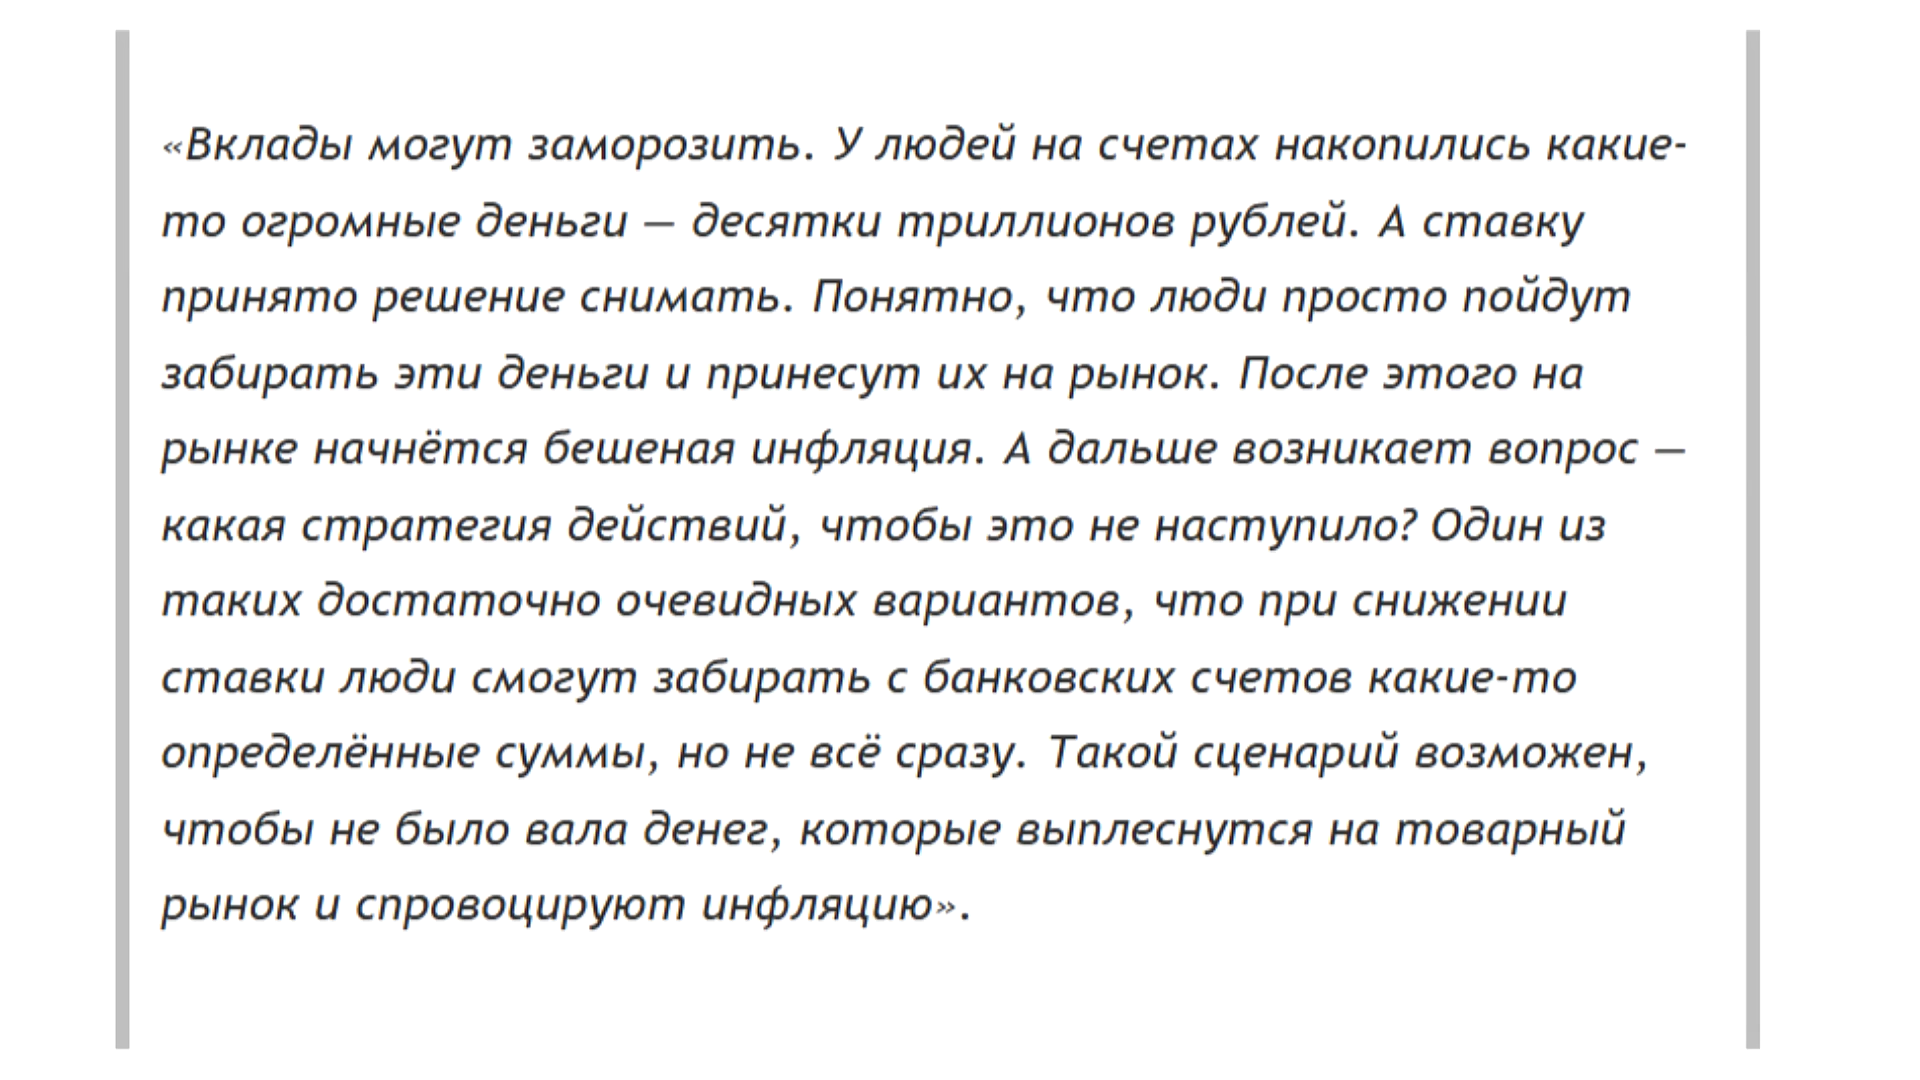 «Вклады могут заморозить. У людей на счетах накопились какие-
то огромные деньги — десятки триллионов рублей. А ставку
принято решение снимать. Понятно, что люди просто пойдут
забирать эти деньги и принесут их на рынок. После этого на
рынке начнётся бешеная инфляция. А дальше возникает вопрос —
какая стратегия действий, чтобы это не наступило? Один из
таких достаточно очевидных вариантов, что при снижении
ставки люди смогут забирать с банковских счетов какие-то
определённые суммы, но не всё сразу. Такой сценарий возможен,
чтобы не было вала денег, которые выплеснутся на товарный
рынок и спровоцируют инфляцию».